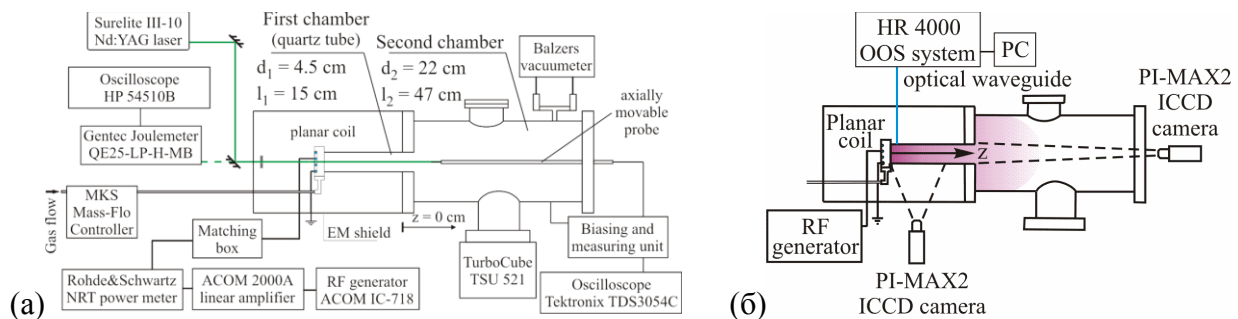 Surelite III-10
Nd:YAG laser
Oscilloscope
HP 54510B
Gentec Joulemeter
QE25-LP-H-MB
First chamber
(quartz tube)
d₁ = 4.5 cm
l₁ = 15 cm
Second chamber
d₂ = 22 cm
l₂ = 47 cm
Balzers
vacuumeter
axially
movable
probe
planar coil
Gas flow
MKS
Mass-Flo
Controller
Matching
box
EM shield
z = 0 cm
TurboCube
TSU 521
Biasing and
measuring unit
Oscilloscope
Tektronix TDS3054C
Rohde&Schwartz
NRT power meter
ACOM 2000A
linear amplifier
RF generator
ACOM IC-718
(а)
HR 4000
OOS system
PC
optical waveguide
PI-MAX2
ICCD
camera
Planar
coil
z
RF
generator
PI-MAX2
ICCD camera
(б)